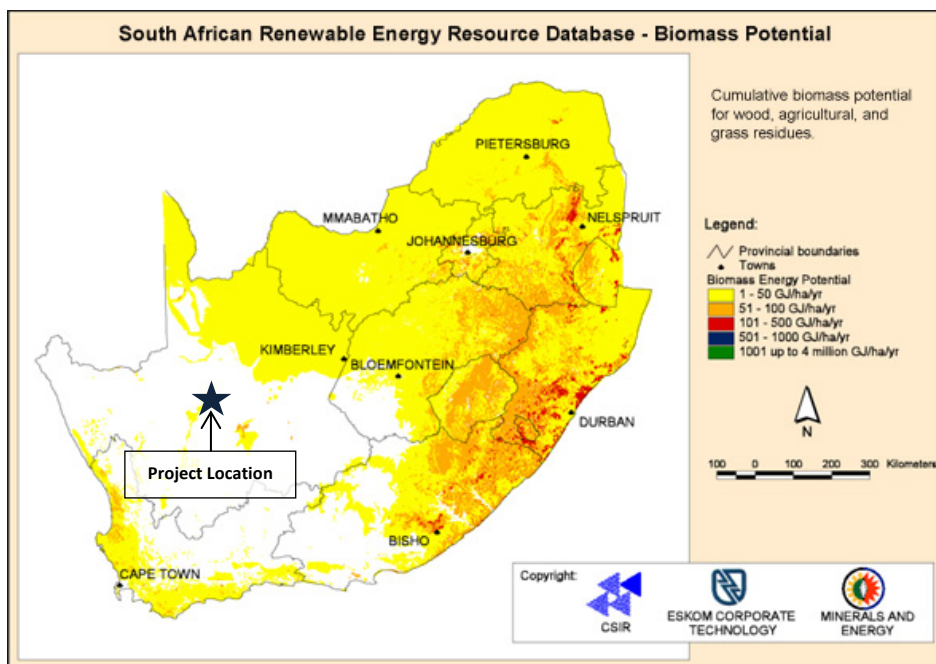 South African Renewable Energy Resource Database - Biomass Potential
Cumulative biomass potential
for wood, agricultural, and
grass residues.
PIETERSBURG
MMABATHO
NELSPRUIT
JOHANNESBURG
Legend:
Provincial boundaries
Towns
Biomass Energy Potential
1 - 50 GJ/ha/yr
51 - 100 GJ/ha/yr
101 - 500 GJ/ha/yr
501 - 1000 GJ/ha/yr
1001 up to 4 million GJ/ha/yr
KIMBERLEY
BLOEMFONTEIN
DURBAN
N
Project Location
100 0 100 200 300 Kilometers
BISHO
CAPE TOWN
Copyright:
CSIR
ESKOM CORPORATE
TECHNOLOGY
MINERALS AND
ENERGY